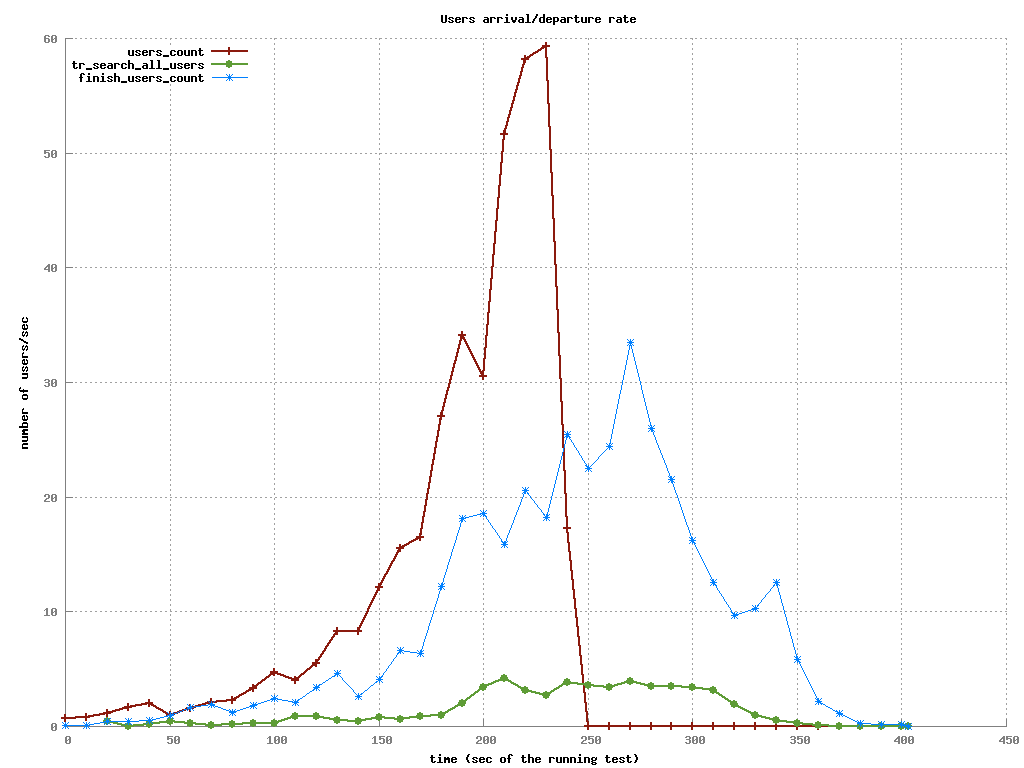 Users arrival/departure rate
users_count
tr_search_all_users
finish_users_count
60
50
40
30
20
10
0
number of users/sec
0 50 100 150 200 250 300 350 400 450
time (sec of the running test)